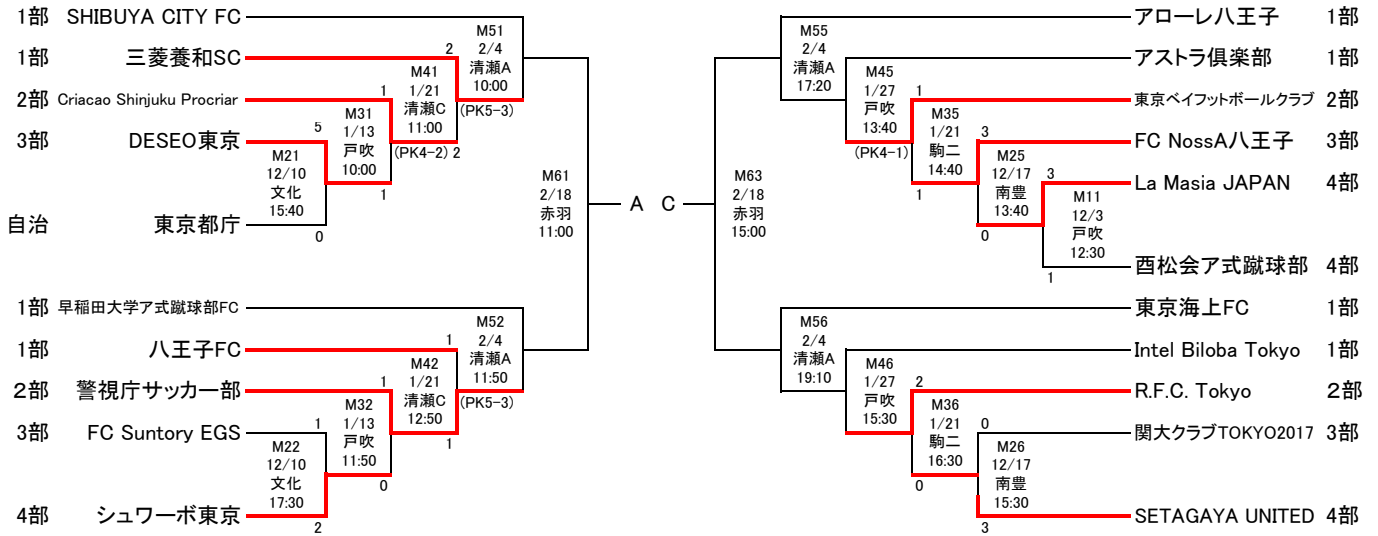 1部 SHIBUYA CITY FC
1部 三菱養和SC
2部 Criacao Shinjuku Procriar
3部 DESEO東京
自治 東京都庁
5
0
M21
12/10
文化
15:40
M31
1/13
戸吹
10:00
1
1
M41
1/21
清瀬C
11:00
(PK4-2) 2
2
M51
2/4
清瀬A
10:00
(PK5-3)
M61
2/18
赤羽
11:00
A
1部 早稲田大学ア式蹴球部FC
1部 八王子FC
2部 警視庁サッカー部
3部 FC Suntory EGS
4部 シュワーボ東京
1
2
M22
12/10
文化
17:30
M32
1/13
戸吹
11:50
1
0
M42
1/21
清瀬C
12:50
1
1
M52
2/4
清瀬A
11:50
(PK5-3)
C
M63
2/18
赤羽
15:00
M55
2/4
清瀬A
17:20
M45
1/27
戸吹
13:40
(PK4-1)
1
M35
1/21
駒二
14:40
3
1
M25
12/17
南豊
13:40
3
0
M11
12/3
戸吹
12:30
1
アローレ八王子 1部
アストラ倶楽部 1部
東京ベイフットボールクラブ 2部
FC NossA八王子 3部
La Masia JAPAN 4部
酉松会ア式蹴球部 4部
M56
2/4
清瀬A
19:10
M46
1/27
戸吹
15:30
2
M36
1/21
駒二
16:30
0
0
M26
12/17
南豊
15:30
3
東京海上FC 1部
Intel Biloba Tokyo 1部
R.F.C. Tokyo 2部
関大クラブTOKYO2017 3部
SETAGAYA UNITED 4部